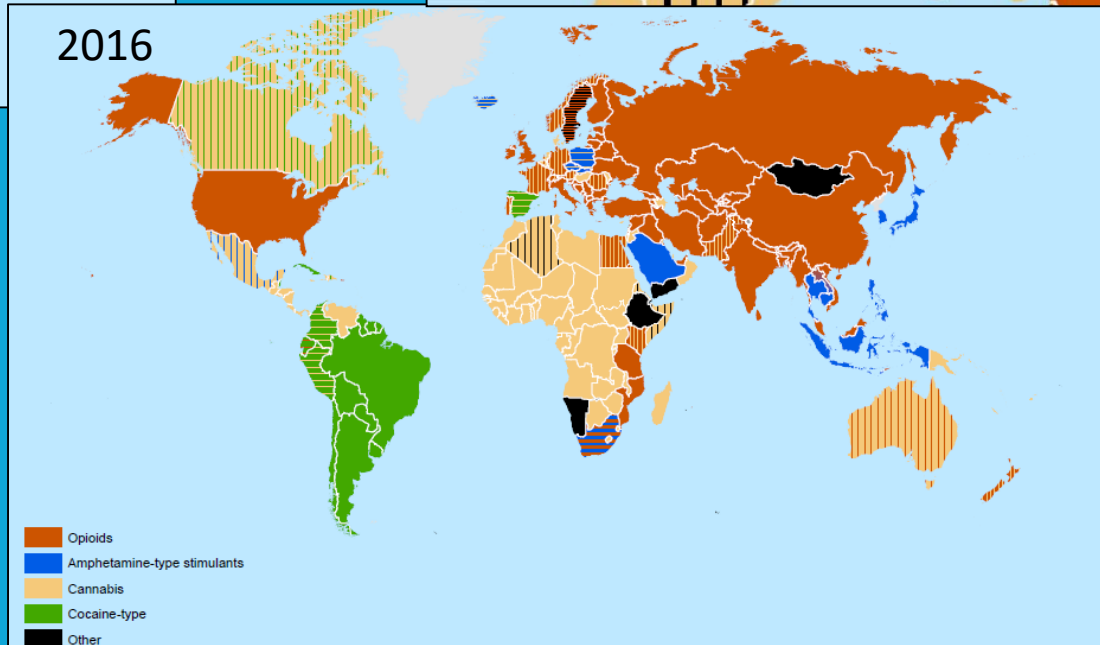 2016
Opioids
Amphetamine-type stimulants
Cannabis
Cocaine-type
Other